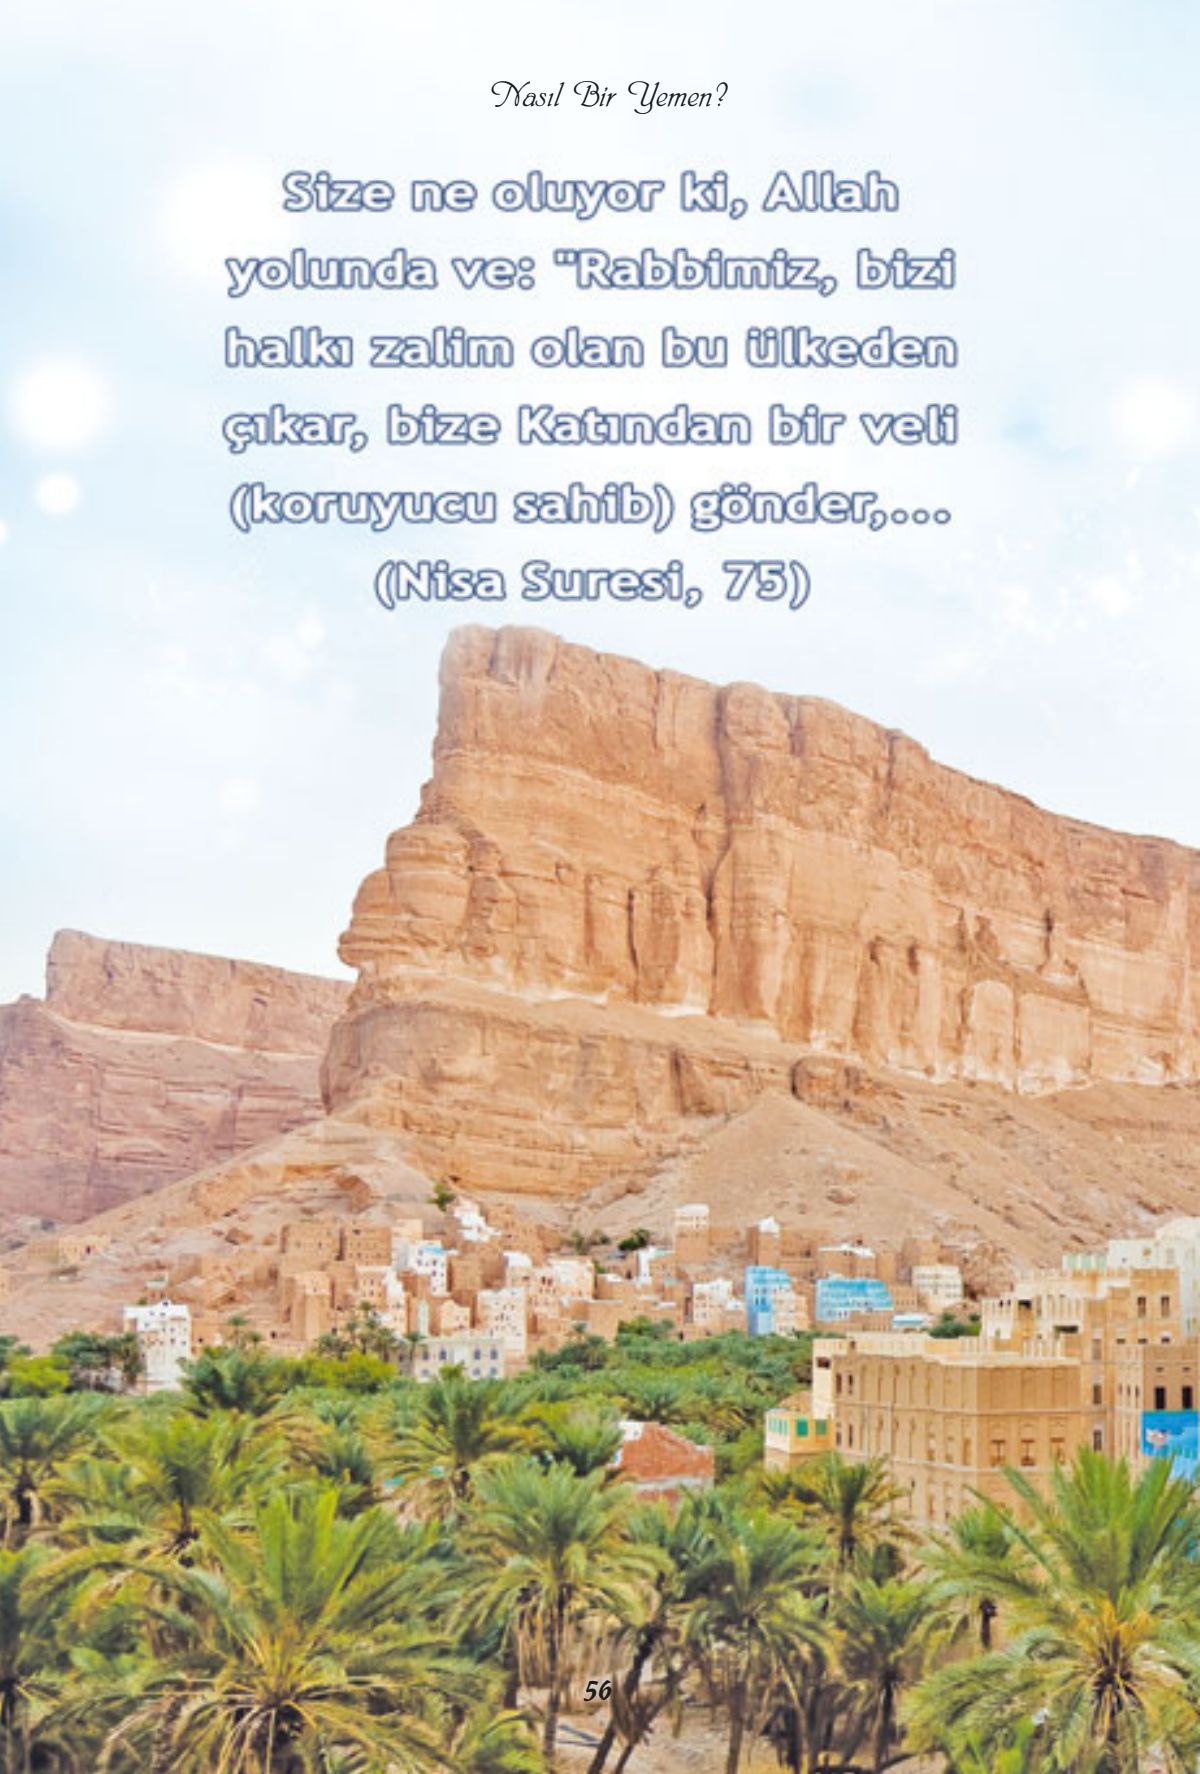 Nasıl Bir Yemen?
Size ne oluyor ki, Allah
yolunda ve: "Rabbimiz, bizi
halkı zalim olan bu ülkeden
çıkar, bize Katından bir veli
(koruyucu sahib) gönder,...
(Nisa Suresi, 75)
56